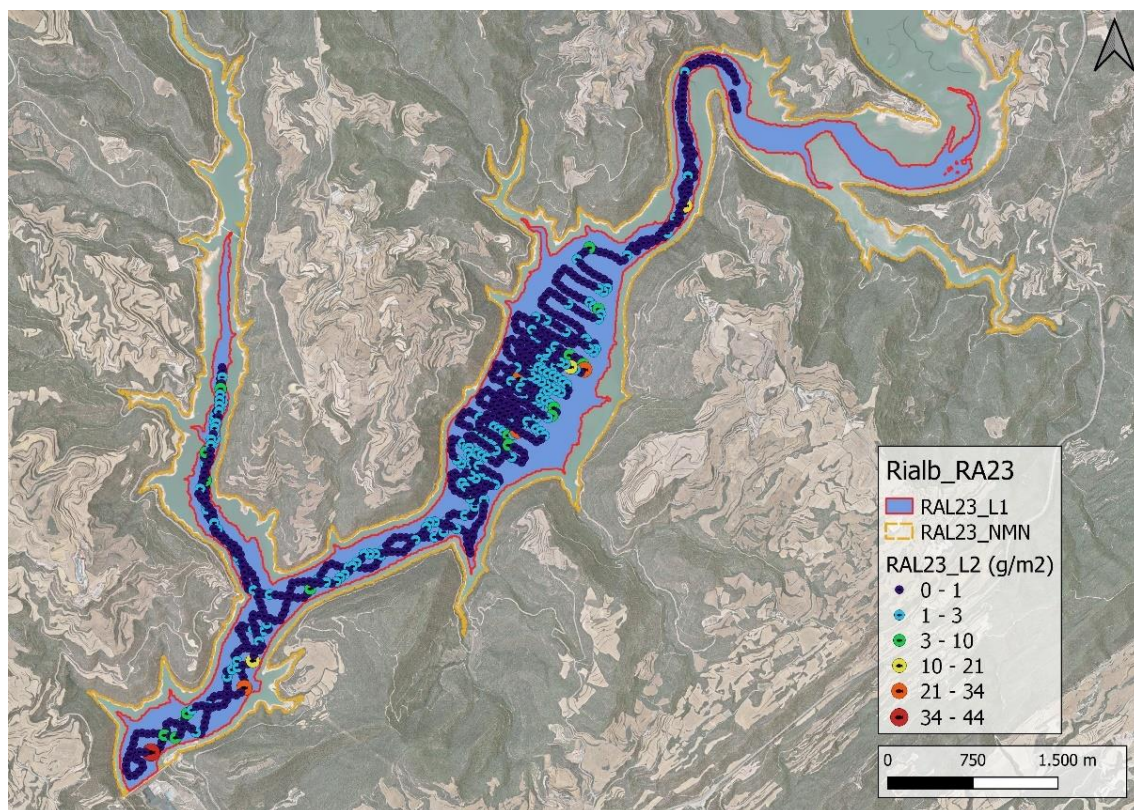 Rialb_RA23
RAL23_L1
RAL23_NMN
RAL23_L2 (g/m2)
0 - 1
1 - 3
3 - 10
10 - 21
21 - 34
34 - 44
0 750 1.500 m